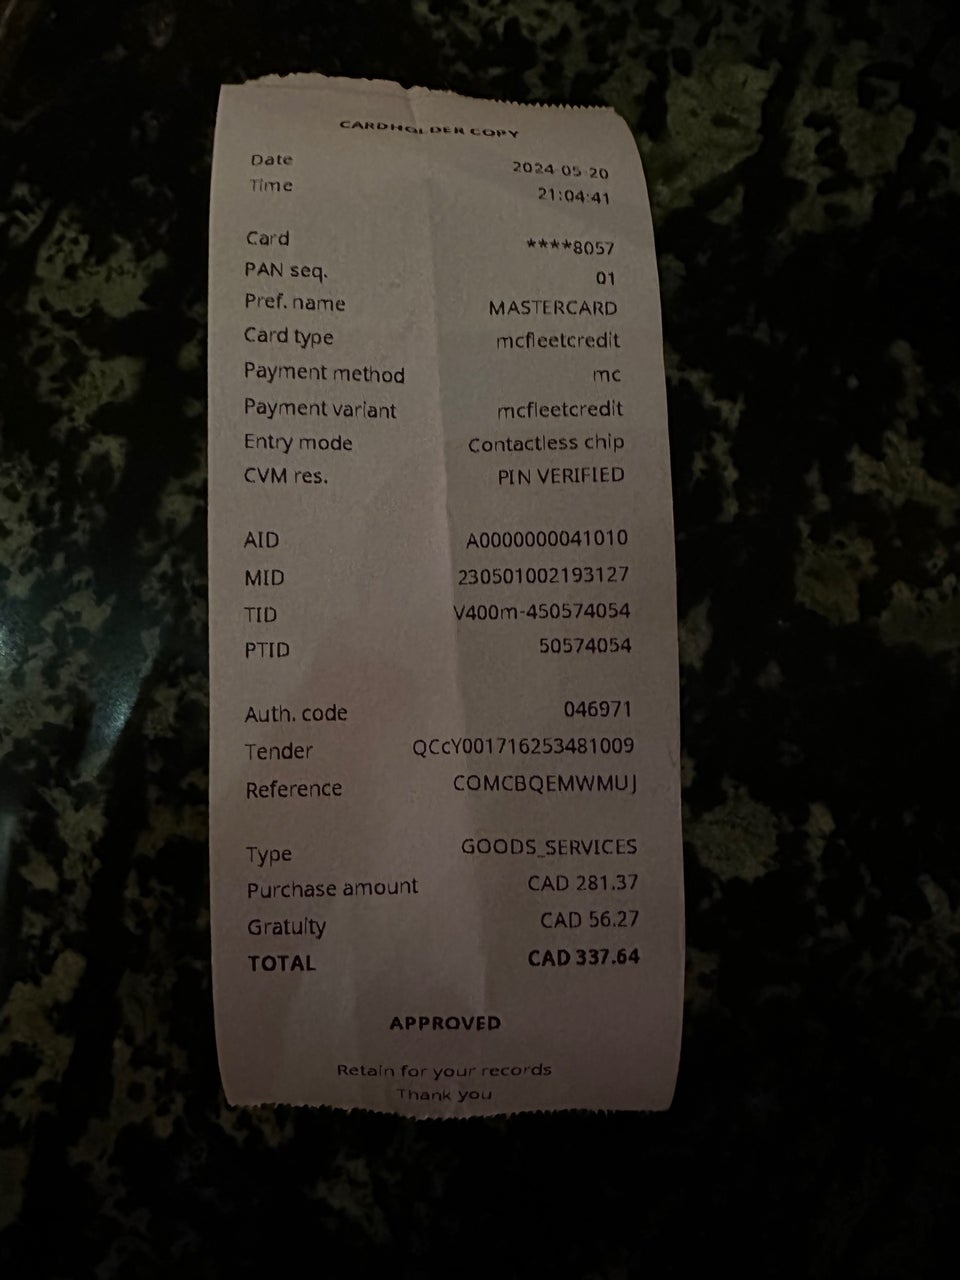 CARDHOLDER COPY
Date 2024-05-20
Time 21:04:41
Card ****8057
PAN seq. 01
Pref. name MASTERCARD
Card type mcfleetcredit
Payment method mc
Payment variant mcfleetcredit
Entry mode Contactless chip
CVM res. PIN VERIFIED
AID A0000000041010
MID 230501002193127
TID V400m-450574054
PTID 50574054
Auth. code 046971
Tender QCcY001716253481009
Reference COMCBQEMWMUJ
Type GOODS_SERVICES
Purchase amount CAD 281.37
Gratuity CAD 56.27
TOTAL CAD 337.64
APPROVED
Retain for your records
Thank you